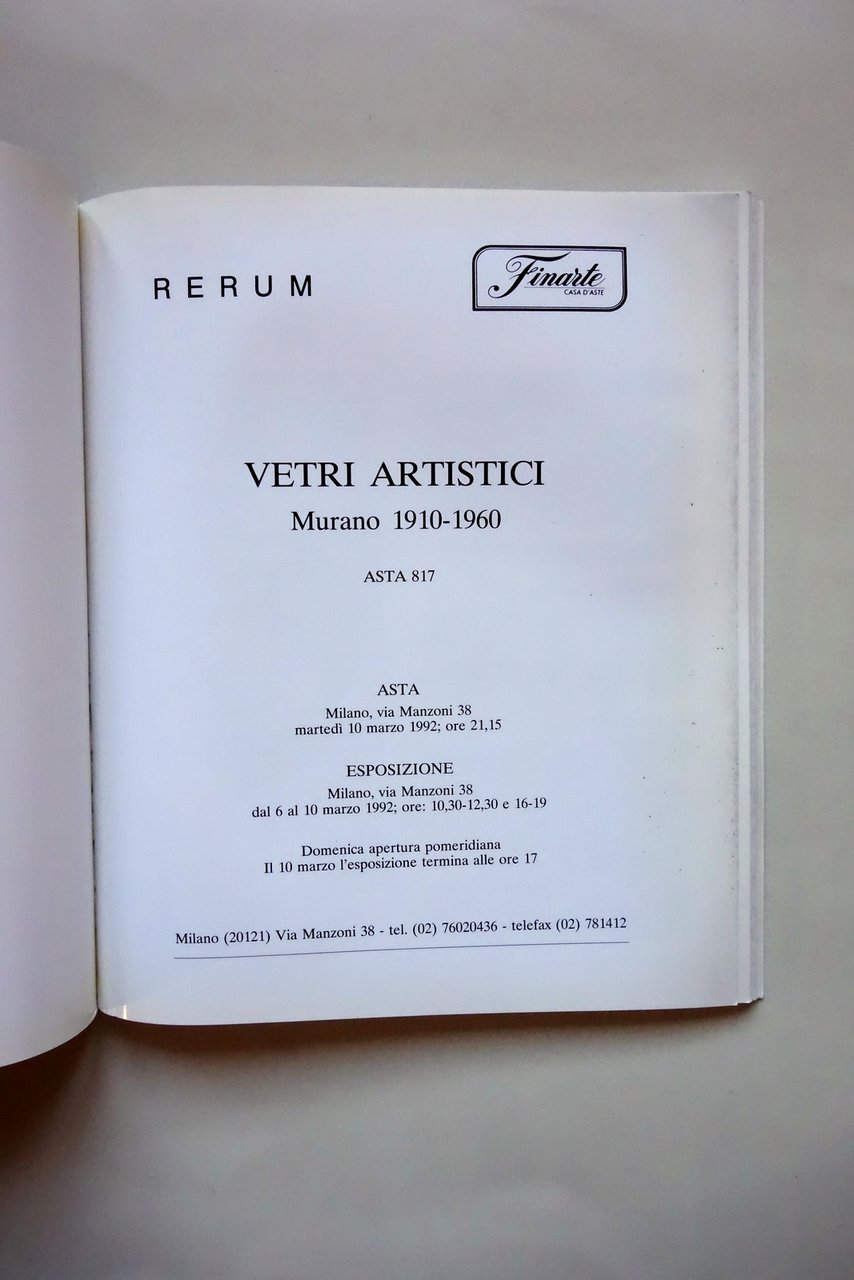 RERUM
Finarte
CASA D'ASTE
VETRI ARTISTICI
Murano 1910-1960
ASTA 817
ASTA
Milano, via Manzoni 38
martedì 10 marzo 1992; ore 21,15
ESPOSIZIONE
Milano, via Manzoni 38
dal 6 al 10 marzo 1992; ore: 10,30-12,30 e 16-19
Domenica apertura pomeridiana
Il 10 marzo l'esposizione termina alle ore 17
Milano (20121) Via Manzoni 38 - tel. (02) 76020436 - telefax (02) 781412